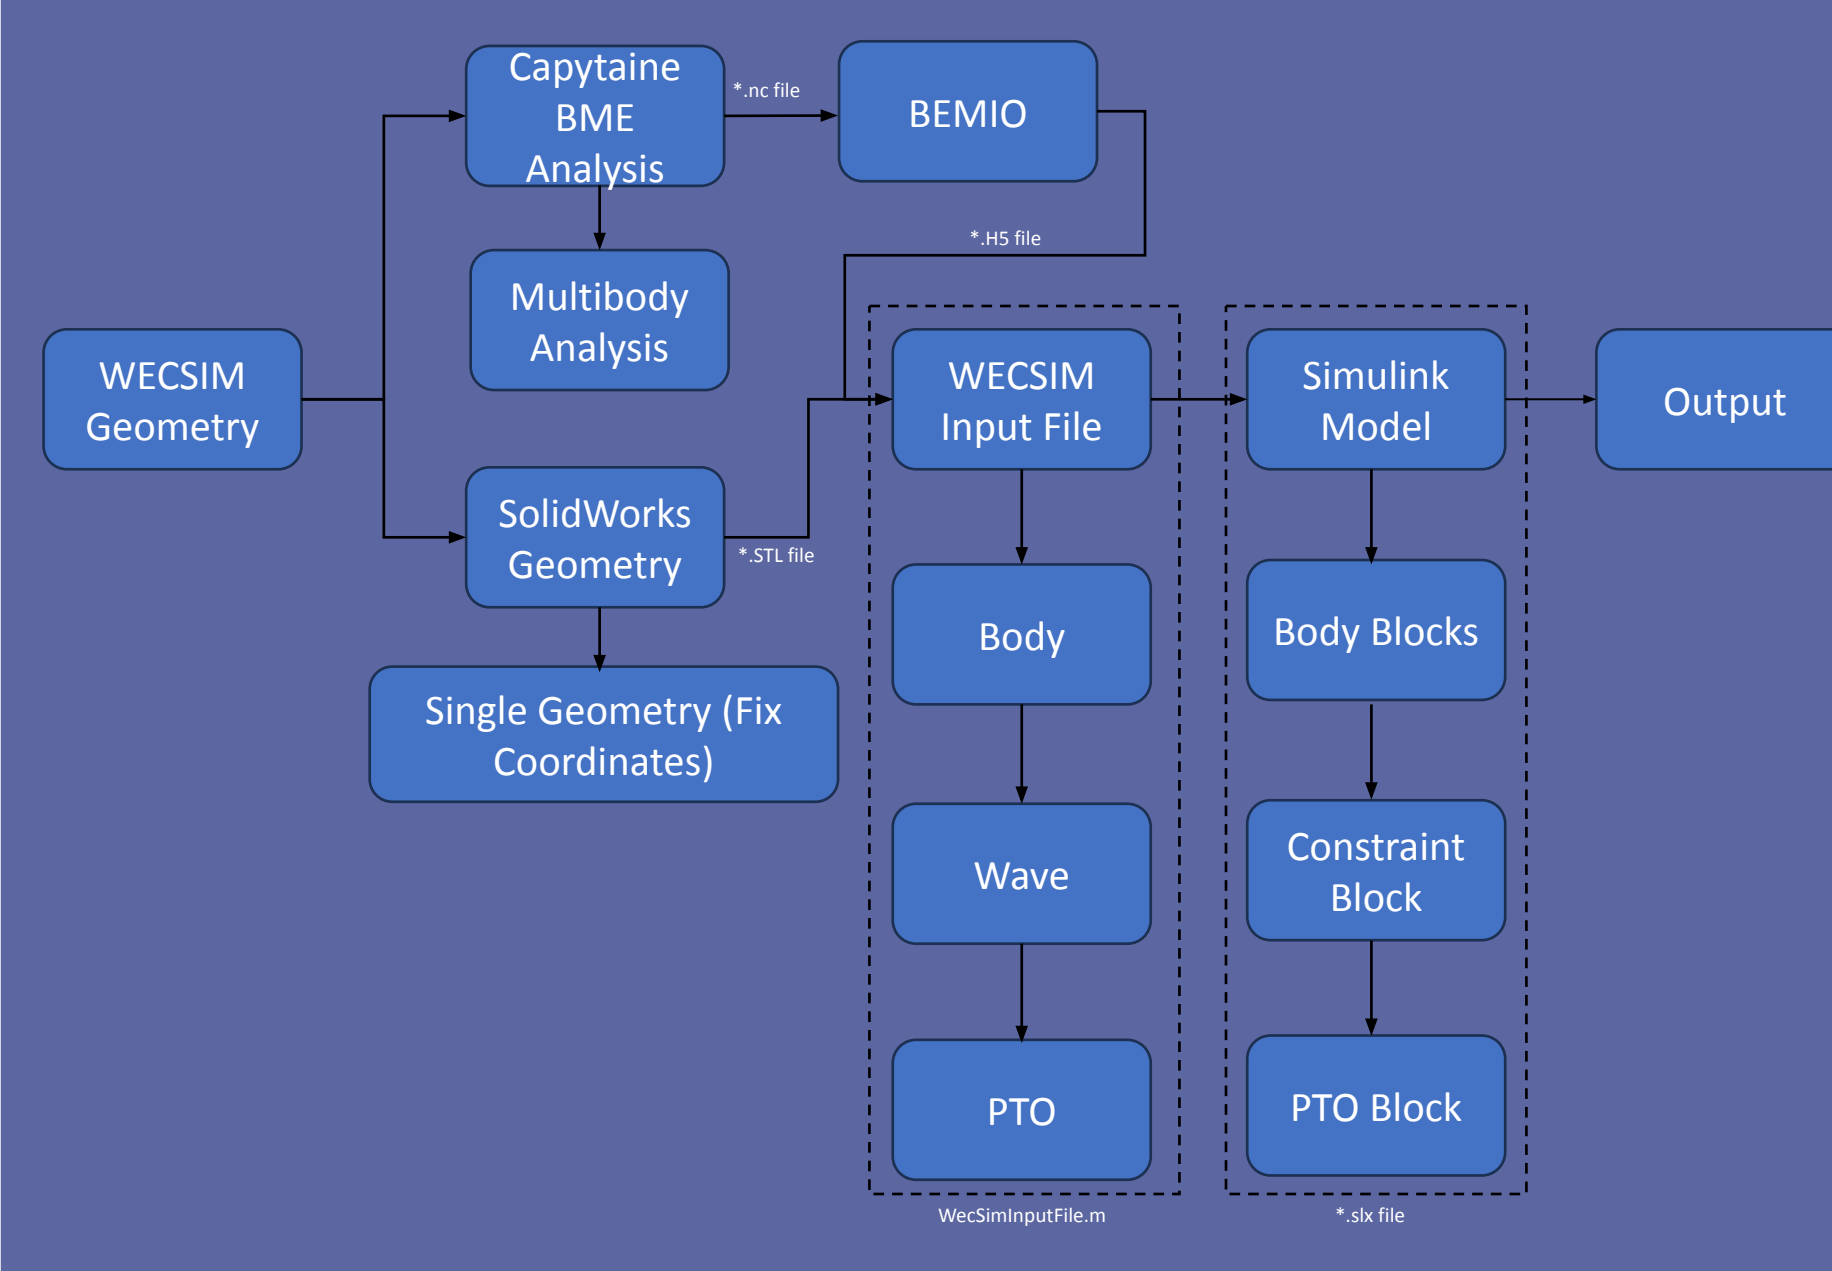 Capytaine
BME
Analysis
*.nc file
BEMIO
*.H5 file
Multibody
Analysis
WECSIM
Geometry
WECSIM
Input File
Simulink
Model
Output
SolidWorks
Geometry
*.STL file
Single Geometry (Fix
Coordinates)
Body
Body Blocks
Wave
Constraint
Block
PTO
PTO Block
WecSimInputFile.m
*.slx file